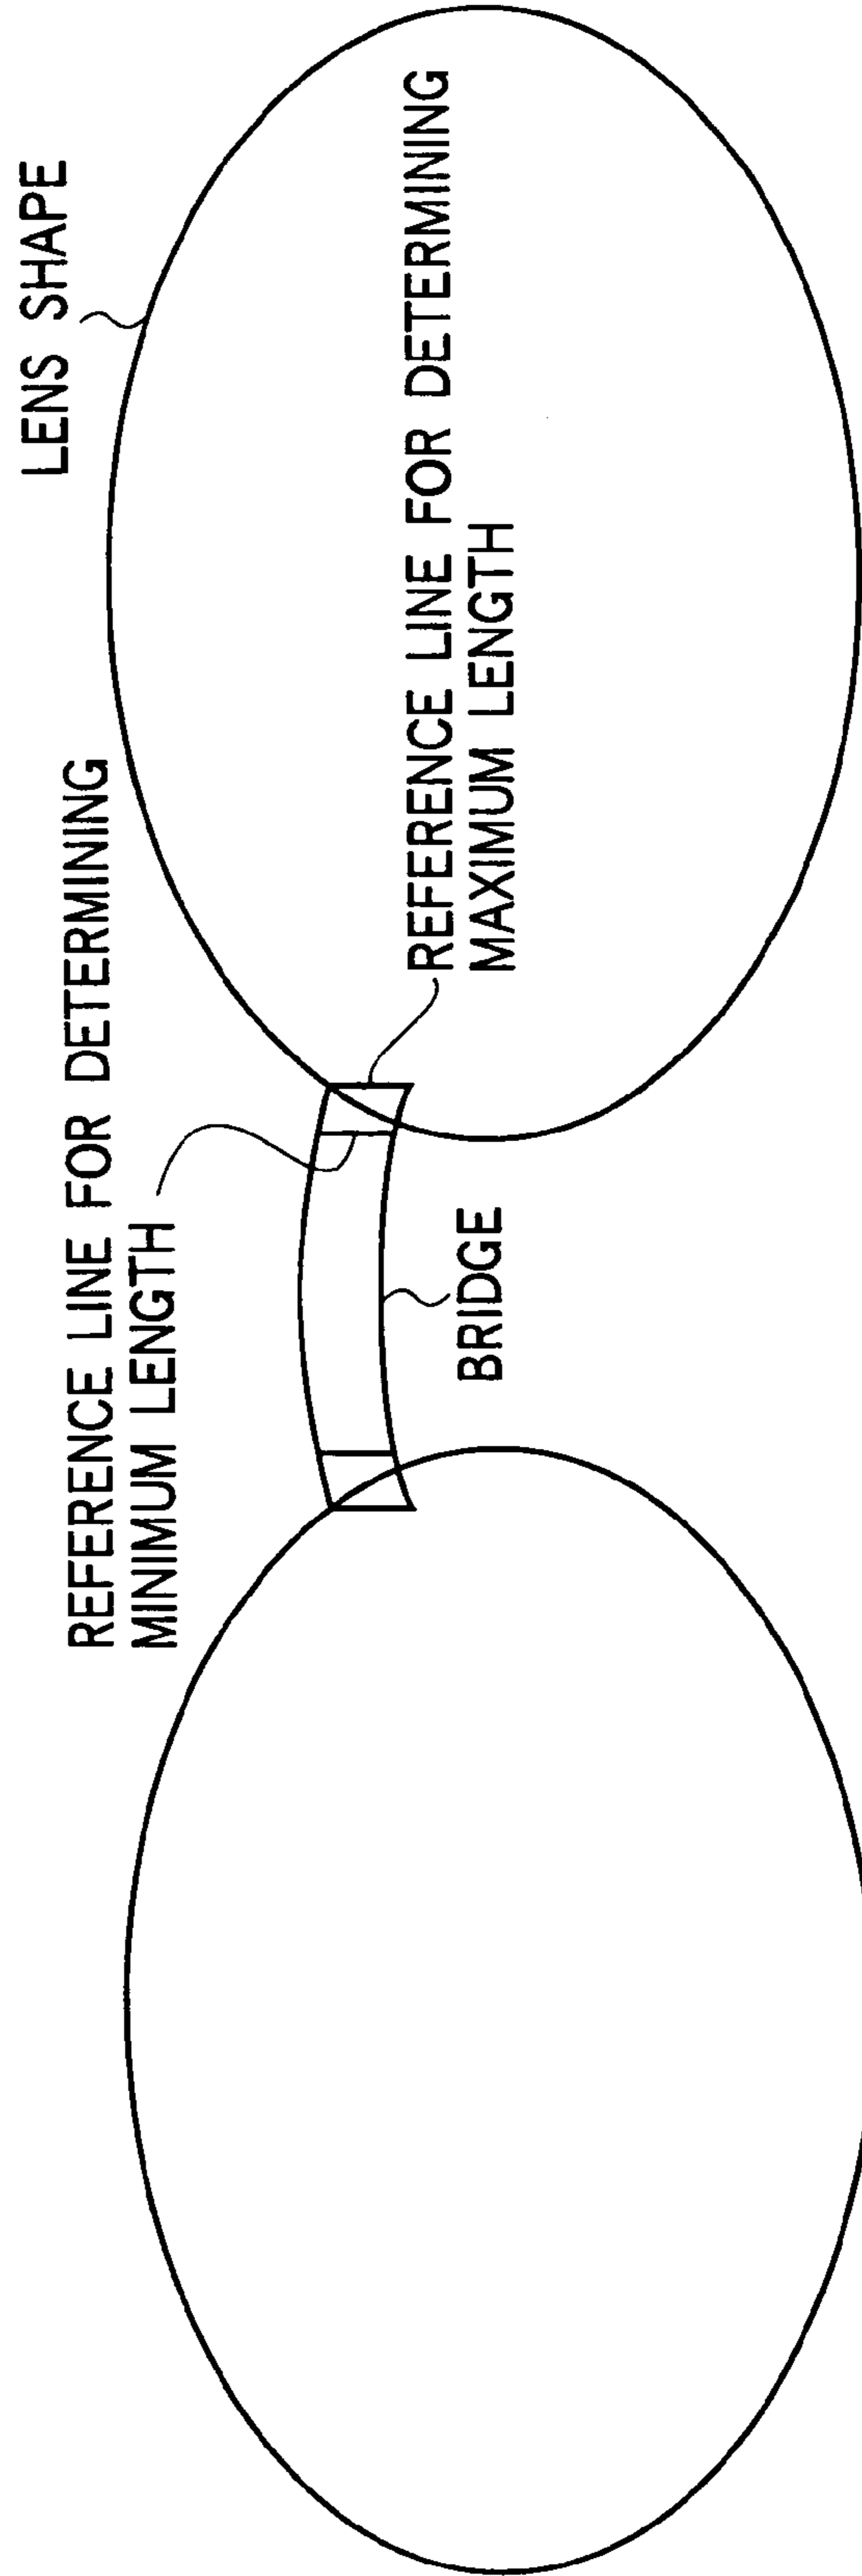 LENS SHAPE
REFERENCE LINE FOR DETERMINING
MINIMUM LENGTH
REFERENCE LINE FOR DETERMINING
MAXIMUM LENGTH
BRIDGE